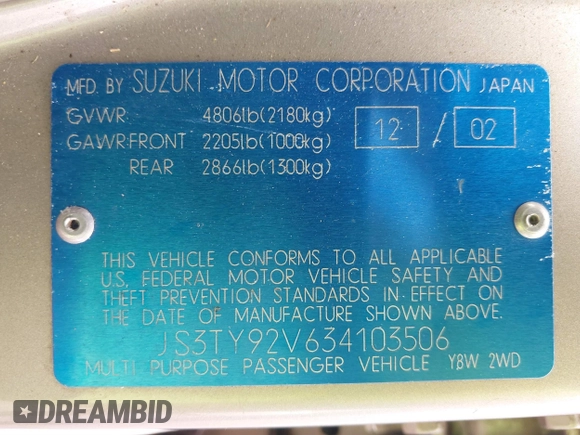 MFD. BY SUZUKI MOTOR CORPORATION JAPAN
GVWR 4806lb(2180kg) 12 / 02
GAWR:FRONT 2205lb(1000kg)
REAR 2866lb(1300kg)
THIS VEHICLE CONFORMS TO ALL APPLICABLE
U.S. FEDERAL MOTOR VEHICLE SAFETY AND
THEFT PREVENTION STANDARDS IN EFFECT ON
THE DATE OF MANUFACTURE SHOWN ABOVE.
JS3TY92V634103506
MULTI PURPOSE PASSENGER VEHICLE Y8W 2WD
DREAMBID